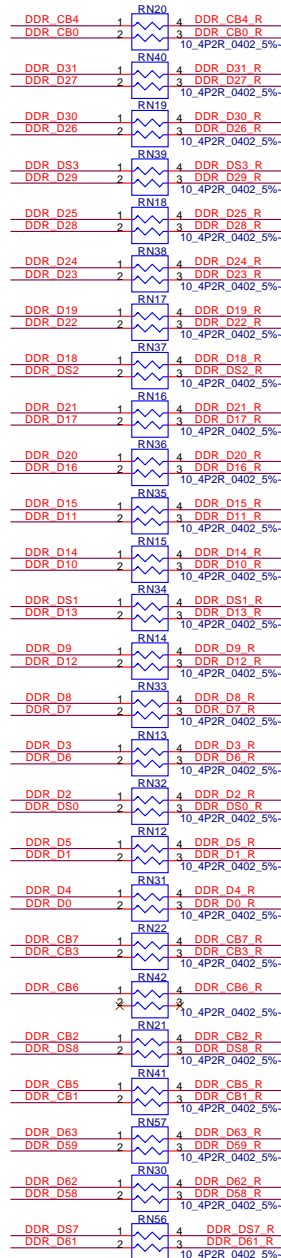 RN20
DDR_CB4 1 4 DDR_CB4_R
DDR_CB0 2 3 DDR_CB0_R
10_4P2R_0402_5%-
RN40
DDR_D31 1 4 DDR_D31_R
DDR_D27 2 3 DDR_D27_R
10_4P2R_0402_5%-
RN19
DDR_D30 1 4 DDR_D30_R
DDR_D26 2 3 DDR_D26_R
10_4P2R_0402_5%-
RN39
DDR_DS3 1 4 DDR_DS3_R
DDR_D29 2 3 DDR_D29_R
10_4P2R_0402_5%-
RN18
DDR_D25 1 4 DDR_D25_R
DDR_D28 2 3 DDR_D28_R
10_4P2R_0402_5%-
RN38
DDR_D24 1 4 DDR_D24_R
DDR_D23 2 3 DDR_D23_R
10_4P2R_0402_5%-
RN17
DDR_D19 1 4 DDR_D19_R
DDR_D22 2 3 DDR_D22_R
10_4P2R_0402_5%-
RN37
DDR_D18 1 4 DDR_D18_R
DDR_DS2 2 3 DDR_DS2_R
10_4P2R_0402_5%-
RN16
DDR_D21 1 4 DDR_D21_R
DDR_D17 2 3 DDR_D17_R
10_4P2R_0402_5%-
RN36
DDR_D20 1 4 DDR_D20_R
DDR_D16 2 3 DDR_D16_R
10_4P2R_0402_5%-
RN35
DDR_D15 1 4 DDR_D15_R
DDR_D11 2 3 DDR_D11_R
10_4P2R_0402_5%-
RN15
DDR_D14 1 4 DDR_D14_R
DDR_D10 2 3 DDR_D10_R
10_4P2R_0402_5%-
RN34
DDR_DS1 1 4 DDR_DS1_R
DDR_D13 2 3 DDR_D13_R
10_4P2R_0402_5%-
RN14
DDR_D9 1 4 DDR_D9_R
DDR_D12 2 3 DDR_D12_R
10_4P2R_0402_5%-
RN33
DDR_D8 1 4 DDR_D8_R
DDR_D7 2 3 DDR_D7_R
10_4P2R_0402_5%-
RN13
DDR_D3 1 4 DDR_D3_R
DDR_D6 2 3 DDR_D6_R
10_4P2R_0402_5%-
RN32
DDR_D2 1 4 DDR_D2_R
DDR_DS0 2 3 DDR_DS0_R
10_4P2R_0402_5%-
RN12
DDR_D5 1 4 DDR_D5_R
DDR_D1 2 3 DDR_D1_R
10_4P2R_0402_5%-
RN31
DDR_D4 1 4 DDR_D4_R
DDR_D0 2 3 DDR_D0_R
10_4P2R_0402_5%-
RN22
DDR_CB7 1 4 DDR_CB7_R
DDR_CB3 2 3 DDR_CB3_R
10_4P2R_0402_5%-
RN42
DDR_CB6 1 4 DDR_CB6_R
2 3
10_4P2R_0402_5%-
RN21
DDR_CB2 1 4 DDR_CB2_R
DDR_DS8 2 3 DDR_DS8_R
10_4P2R_0402_5%-
RN41
DDR_CB5 1 4 DDR_CB5_R
DDR_CB1 2 3 DDR_CB1_R
10_4P2R_0402_5%-
RN57
DDR_D63 1 4 DDR_D63_R
DDR_D59 2 3 DDR_D59_R
10_4P2R_0402_5%-
RN30
DDR_D62 1 4 DDR_D62_R
DDR_D58 2 3 DDR_D58_R
10_4P2R_0402_5%-
RN56
DDR_DS7 1 4 DDR_DS7_R
DDR_D61 2 3 DDR_D61_R
10_4P2R_0402_5%-